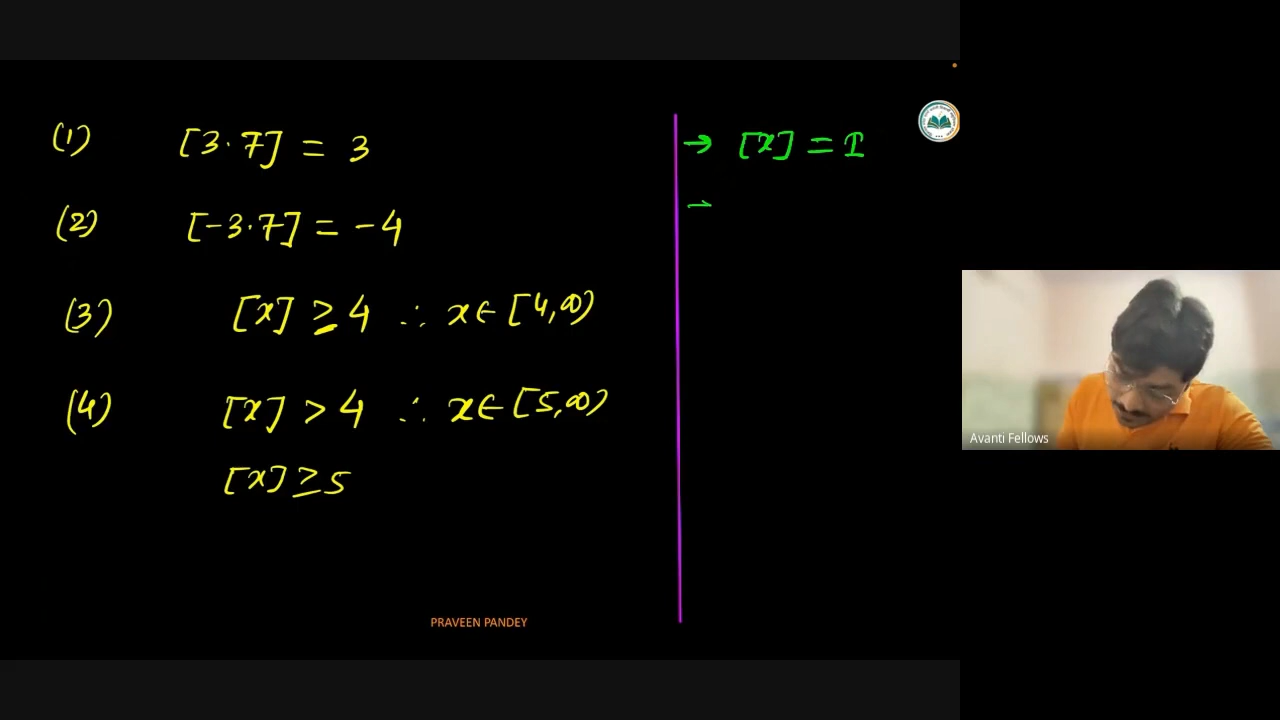 (1) [3.7] = 3
(2) [-3.7] = -4
(3) [x] ≥ 4 ∴ x∈ [4,∞)
(4) [x] > 4 ∴ x∈ [5,∞)
[x] ≥ 5
→ [x] = I
PRAVEEN PANDEY
Avanti Fellows